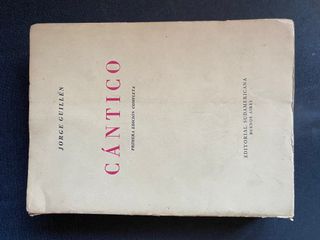 JORGE GUILLÉN
CÁNTICO
PRIMERA EDICIÓN COMPLETA
EDITORIAL SUDAMERICANA
BUENOS AIRES